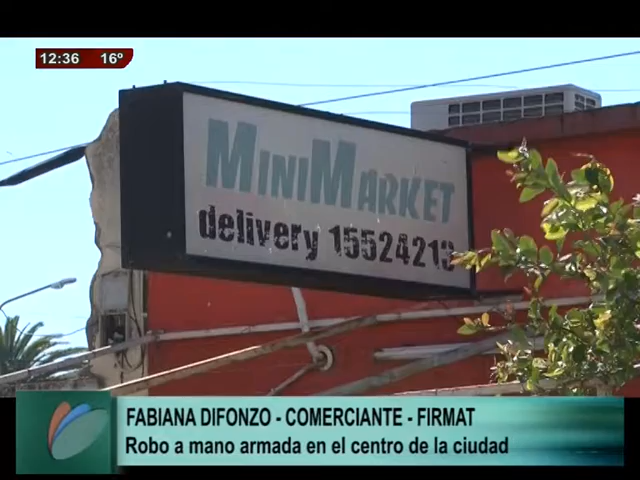 12:36 16º
MINIMARKET
delivery 15524213
FABIANA DIFONZO - COMERCIANTE - FIRMAT
Robo a mano armada en el centro de la ciudad